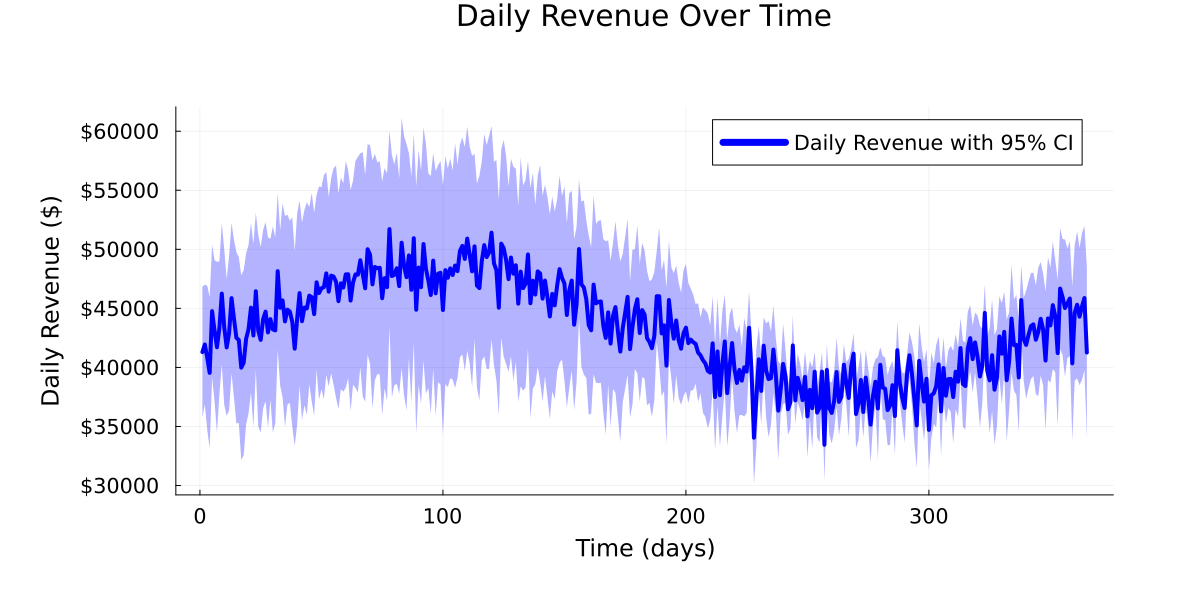 Daily Revenue Over Time
Daily Revenue with 95% CI
Daily Revenue ($)
$60000
$55000
$50000
$45000
$40000
$35000
$30000
0 100 200 300
Time (days)